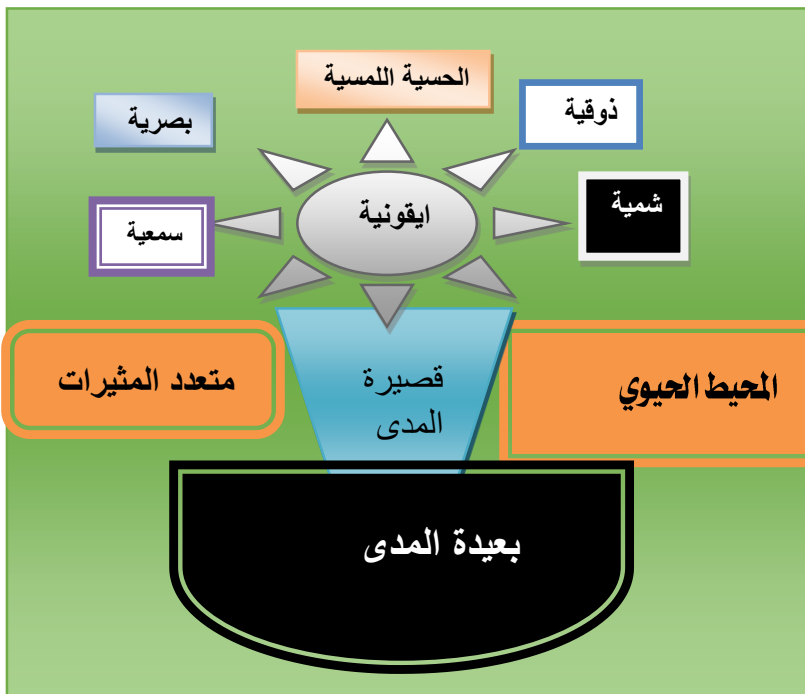 الحسية اللمسية
ذوقية
بصرية
شمية
ايقونية
سمعية
المحيط الحيوي
قصيرة
المدى
متعدد المثيرات
بعيدة المدى